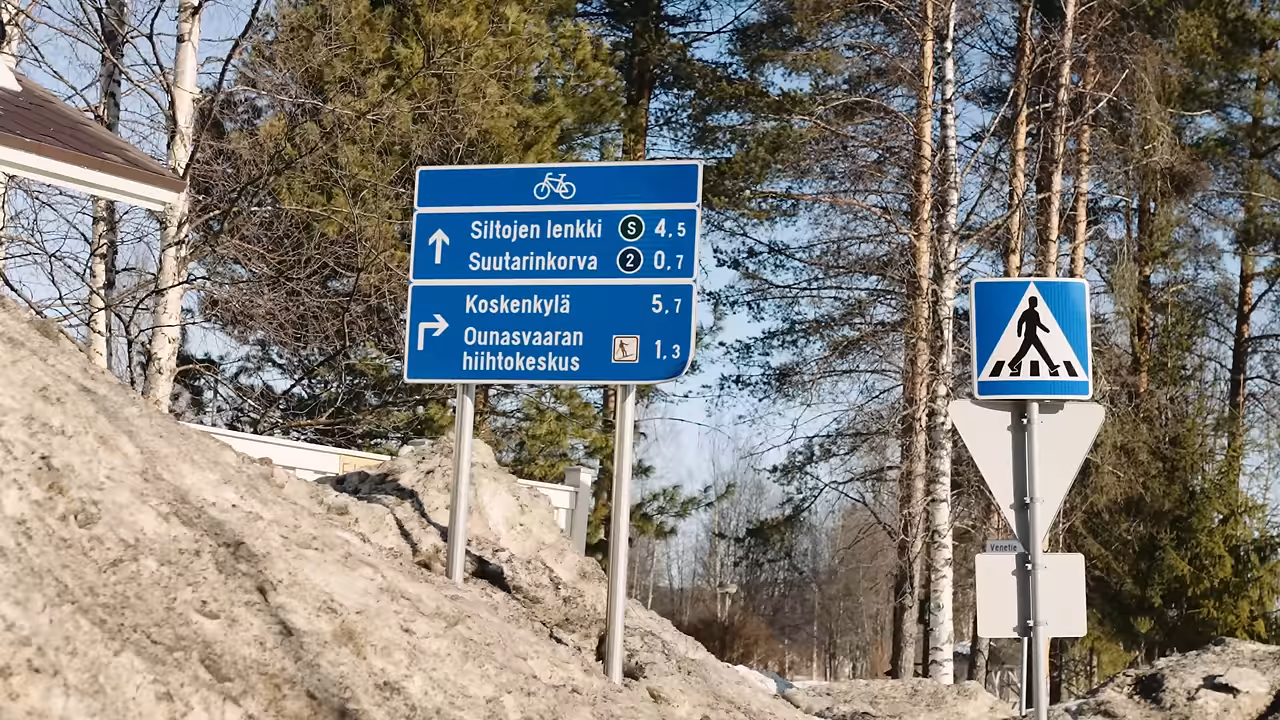 Siltojen lenkki S 4,5
Suutarinkorva 2 0,7
Koskenkylä 5,7
Ounasvaaran
hiihtokeskus 1,3
Venetie